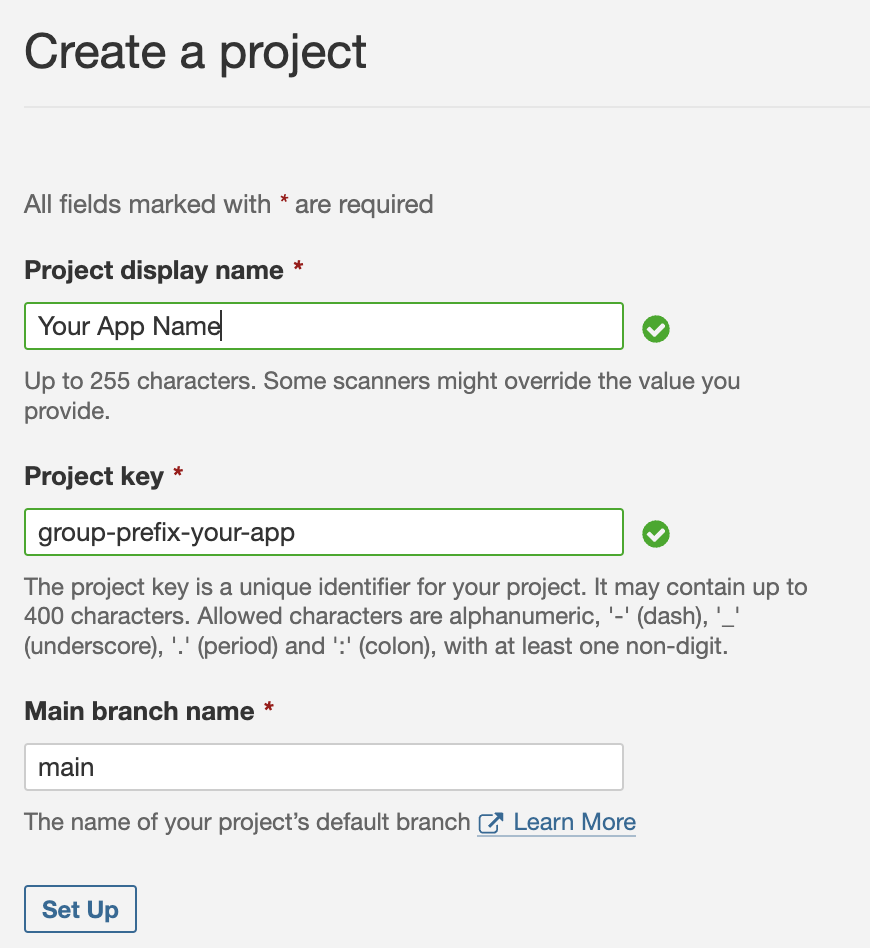 Create a project
All fields marked with * are required
Project display name *
Your App Name
Up to 255 characters. Some scanners might override the value you
provide.
Project key *
group-prefix-your-app
The project key is a unique identifier for your project. It may contain up to
400 characters. Allowed characters are alphanumeric, '-' (dash), '_'
(underscore), '.' (period) and ':' (colon), with at least one non-digit.
Main branch name *
main
The name of your project’s default branch Learn More
Set Up